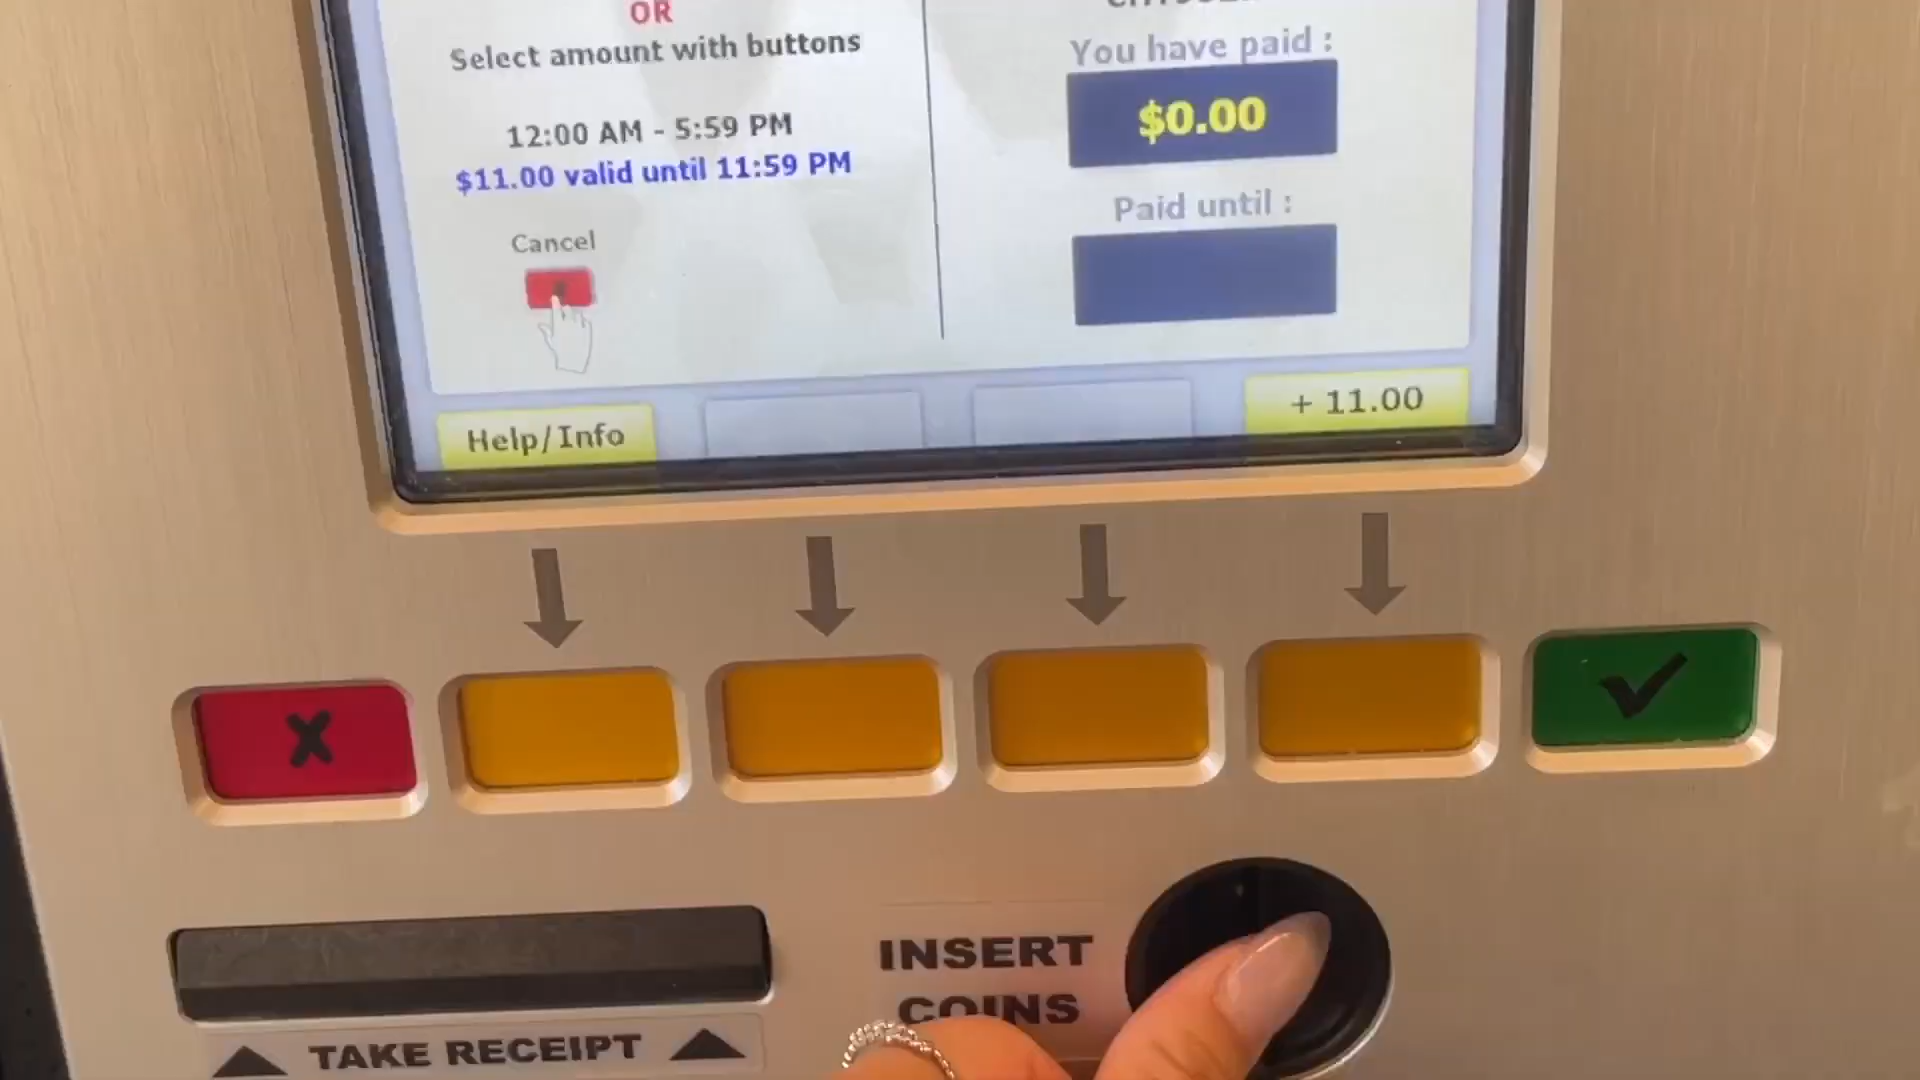 OR
Select amount with buttons
12:00 AM - 5:59 PM
$11.00 valid until 11:59 PM
Cancel
You have paid :
$0.00
Paid until :
Help/Info
+ 11.00
X
INSERT
COINS
TAKE RECEIPT